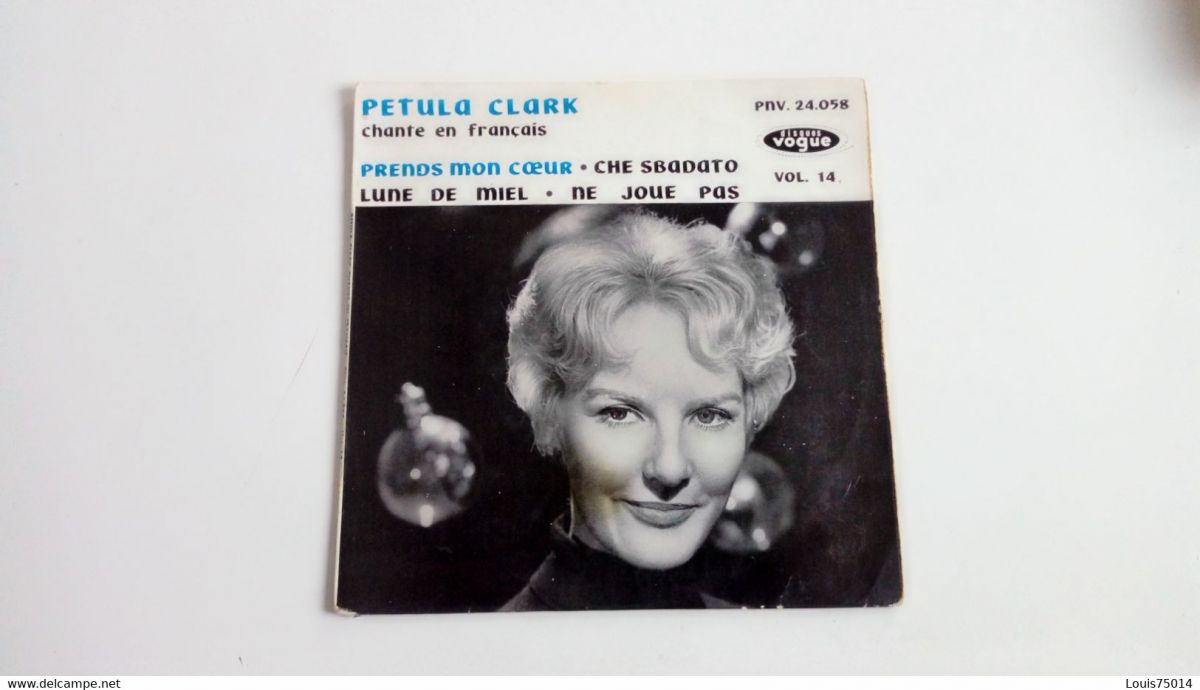 PETULA CLARK
chante en français
PNV. 24.058
disques
vogue
PRENDS MON CŒUR • CHE SBADATO
VOL. 14
LUNE DE MIEL • NE JOUE PAS
www.delcampe.net
Louis75014